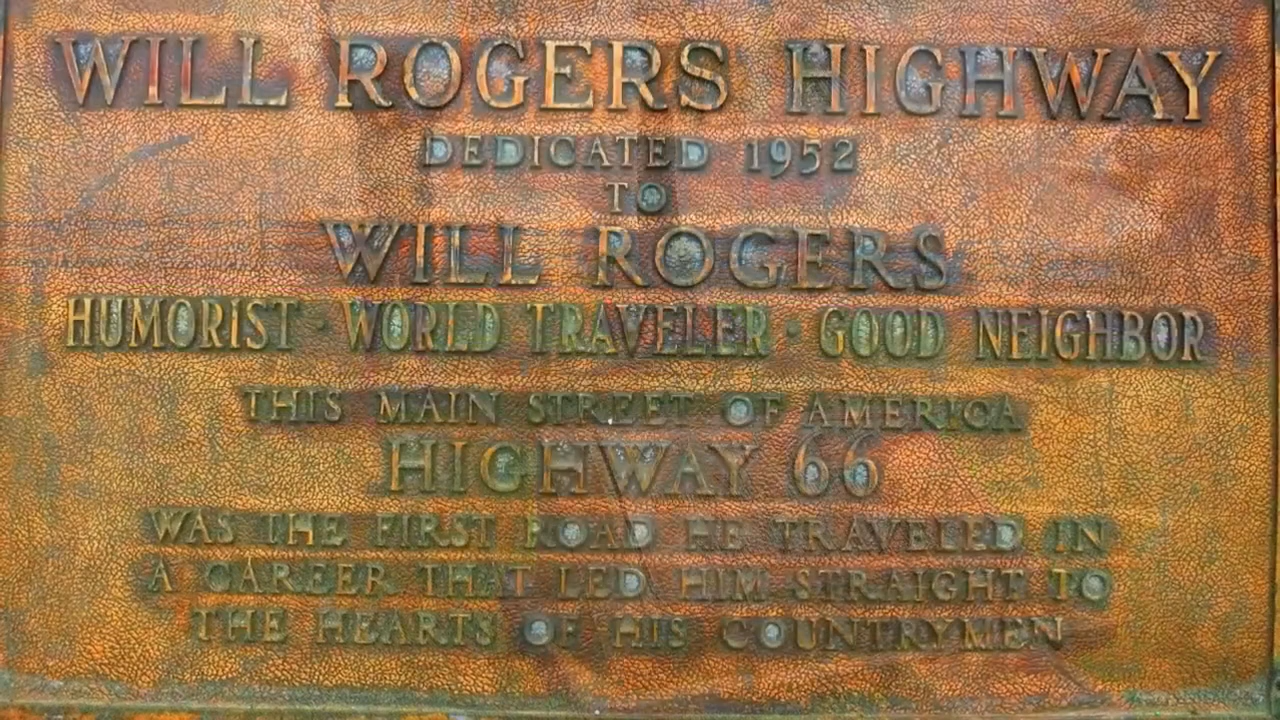 WILL ROGERS HIGHWAY
DEDICATED 1952
TO
WILL ROGERS
HUMORIST · WORLD TRAVELER · GOOD NEIGHBOR
THIS MAIN STREET OF AMERICA
HIGHWAY 66
WAS THE FIRST ROAD HE TRAVELED IN
A CAREER THAT LED HIM STRAIGHT TO
THE HEARTS OF HIS COUNTRYMEN